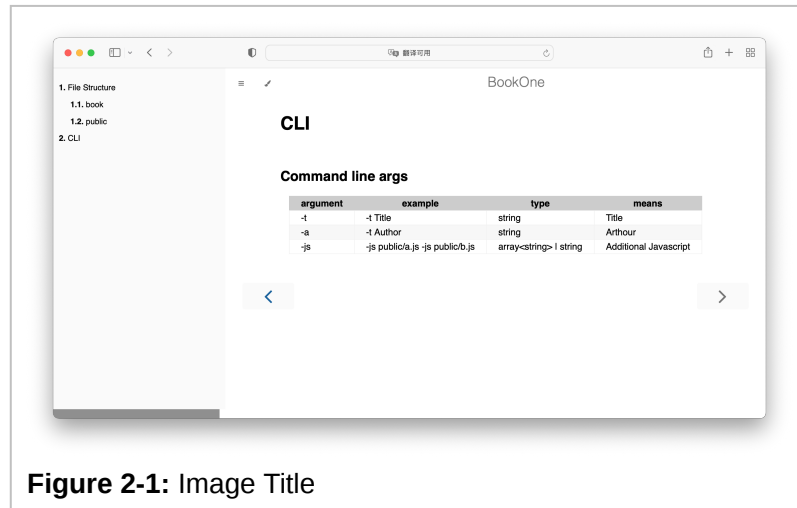 翻译可用
1. File Structure
1.1. book
1.2. public
2. CLI
BookOne
CLI
Command line args
argument example type means
-t -t Title string Title
-a -t Author string Arthour
-js -js public/a.js -js public/b.js array<string> | string Additional Javascript
Figure 2-1: Image Title